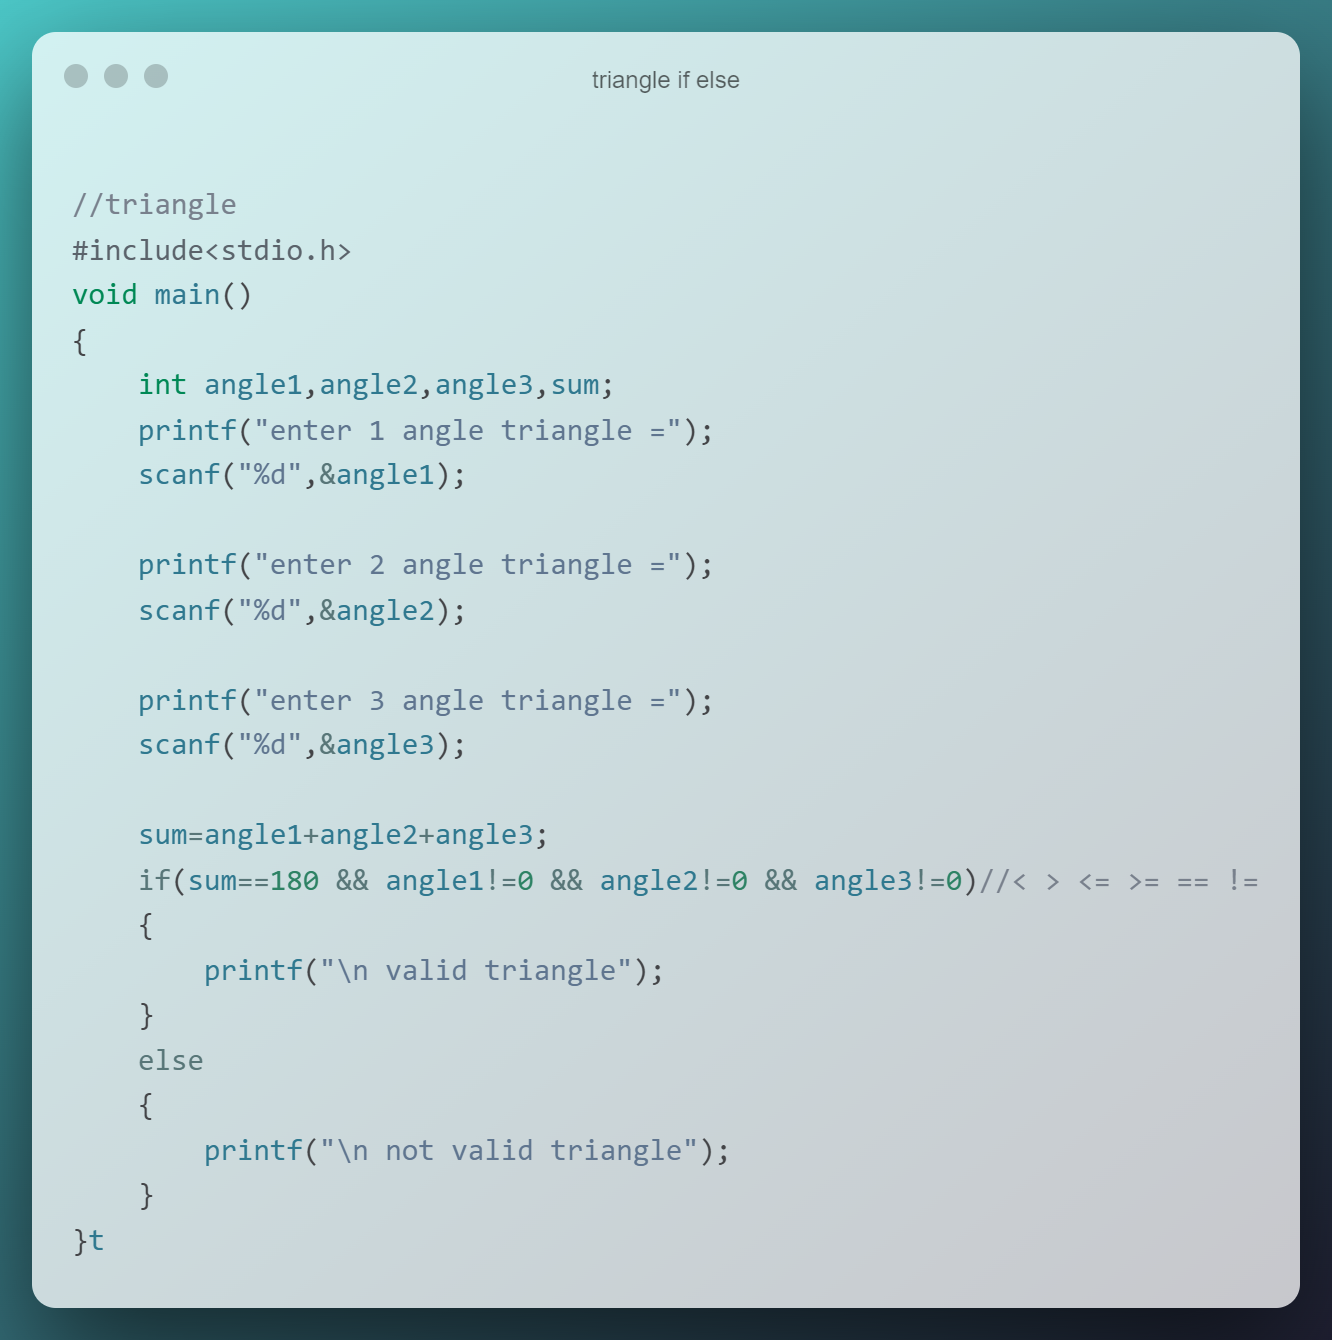 triangle if else
//triangle
#include<stdio.h>
void main()
{
    int angle1,angle2,angle3,sum;
    printf("enter 1 angle triangle =");
    scanf("%d",&angle1);

    printf("enter 2 angle triangle =");
    scanf("%d",&angle2);

    printf("enter 3 angle triangle =");
    scanf("%d",&angle3);

    sum=angle1+angle2+angle3;
    if(sum==180 && angle1!=0 && angle2!=0 && angle3!=0)//< > <= >= == !=
    {
        printf("\n valid triangle");
    }
    else
    {
        printf("\n not valid triangle");
    }
}t